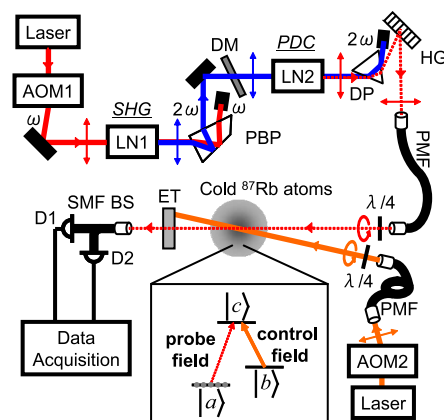 Laser
AOM1
ω
SHG
LN1
2ω
ω
PBP
DM
PDC
LN2
2ω
DP
HG
PMF
SMF BS
ET
Cold ⁸⁷Rb atoms
D1
D2
λ/4
λ/4
PMF
Data
Acquisition
|c⟩
probe
field
control
field
|a⟩
|b⟩
AOM2
Laser